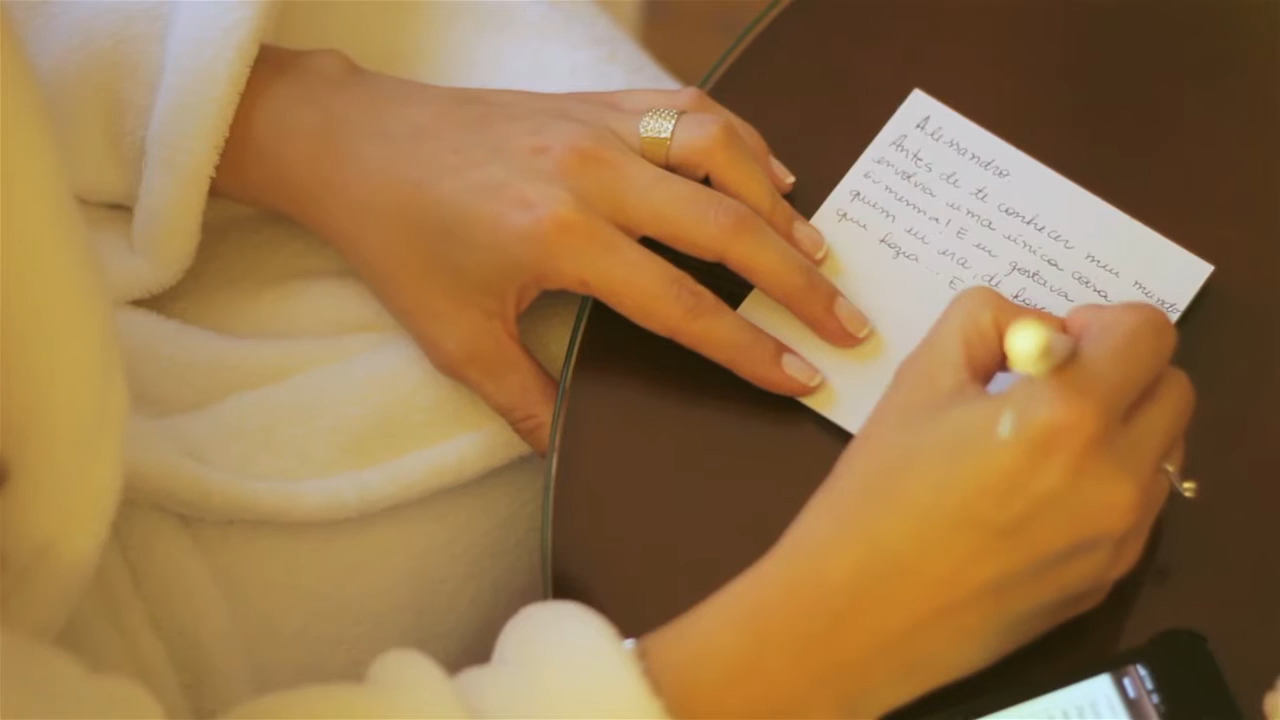 Alessandro.
Antes de te conhecer meu mundo
envolvia uma única coisa
eu mesma! E eu gostava
quem eu era, de
que fazia... E